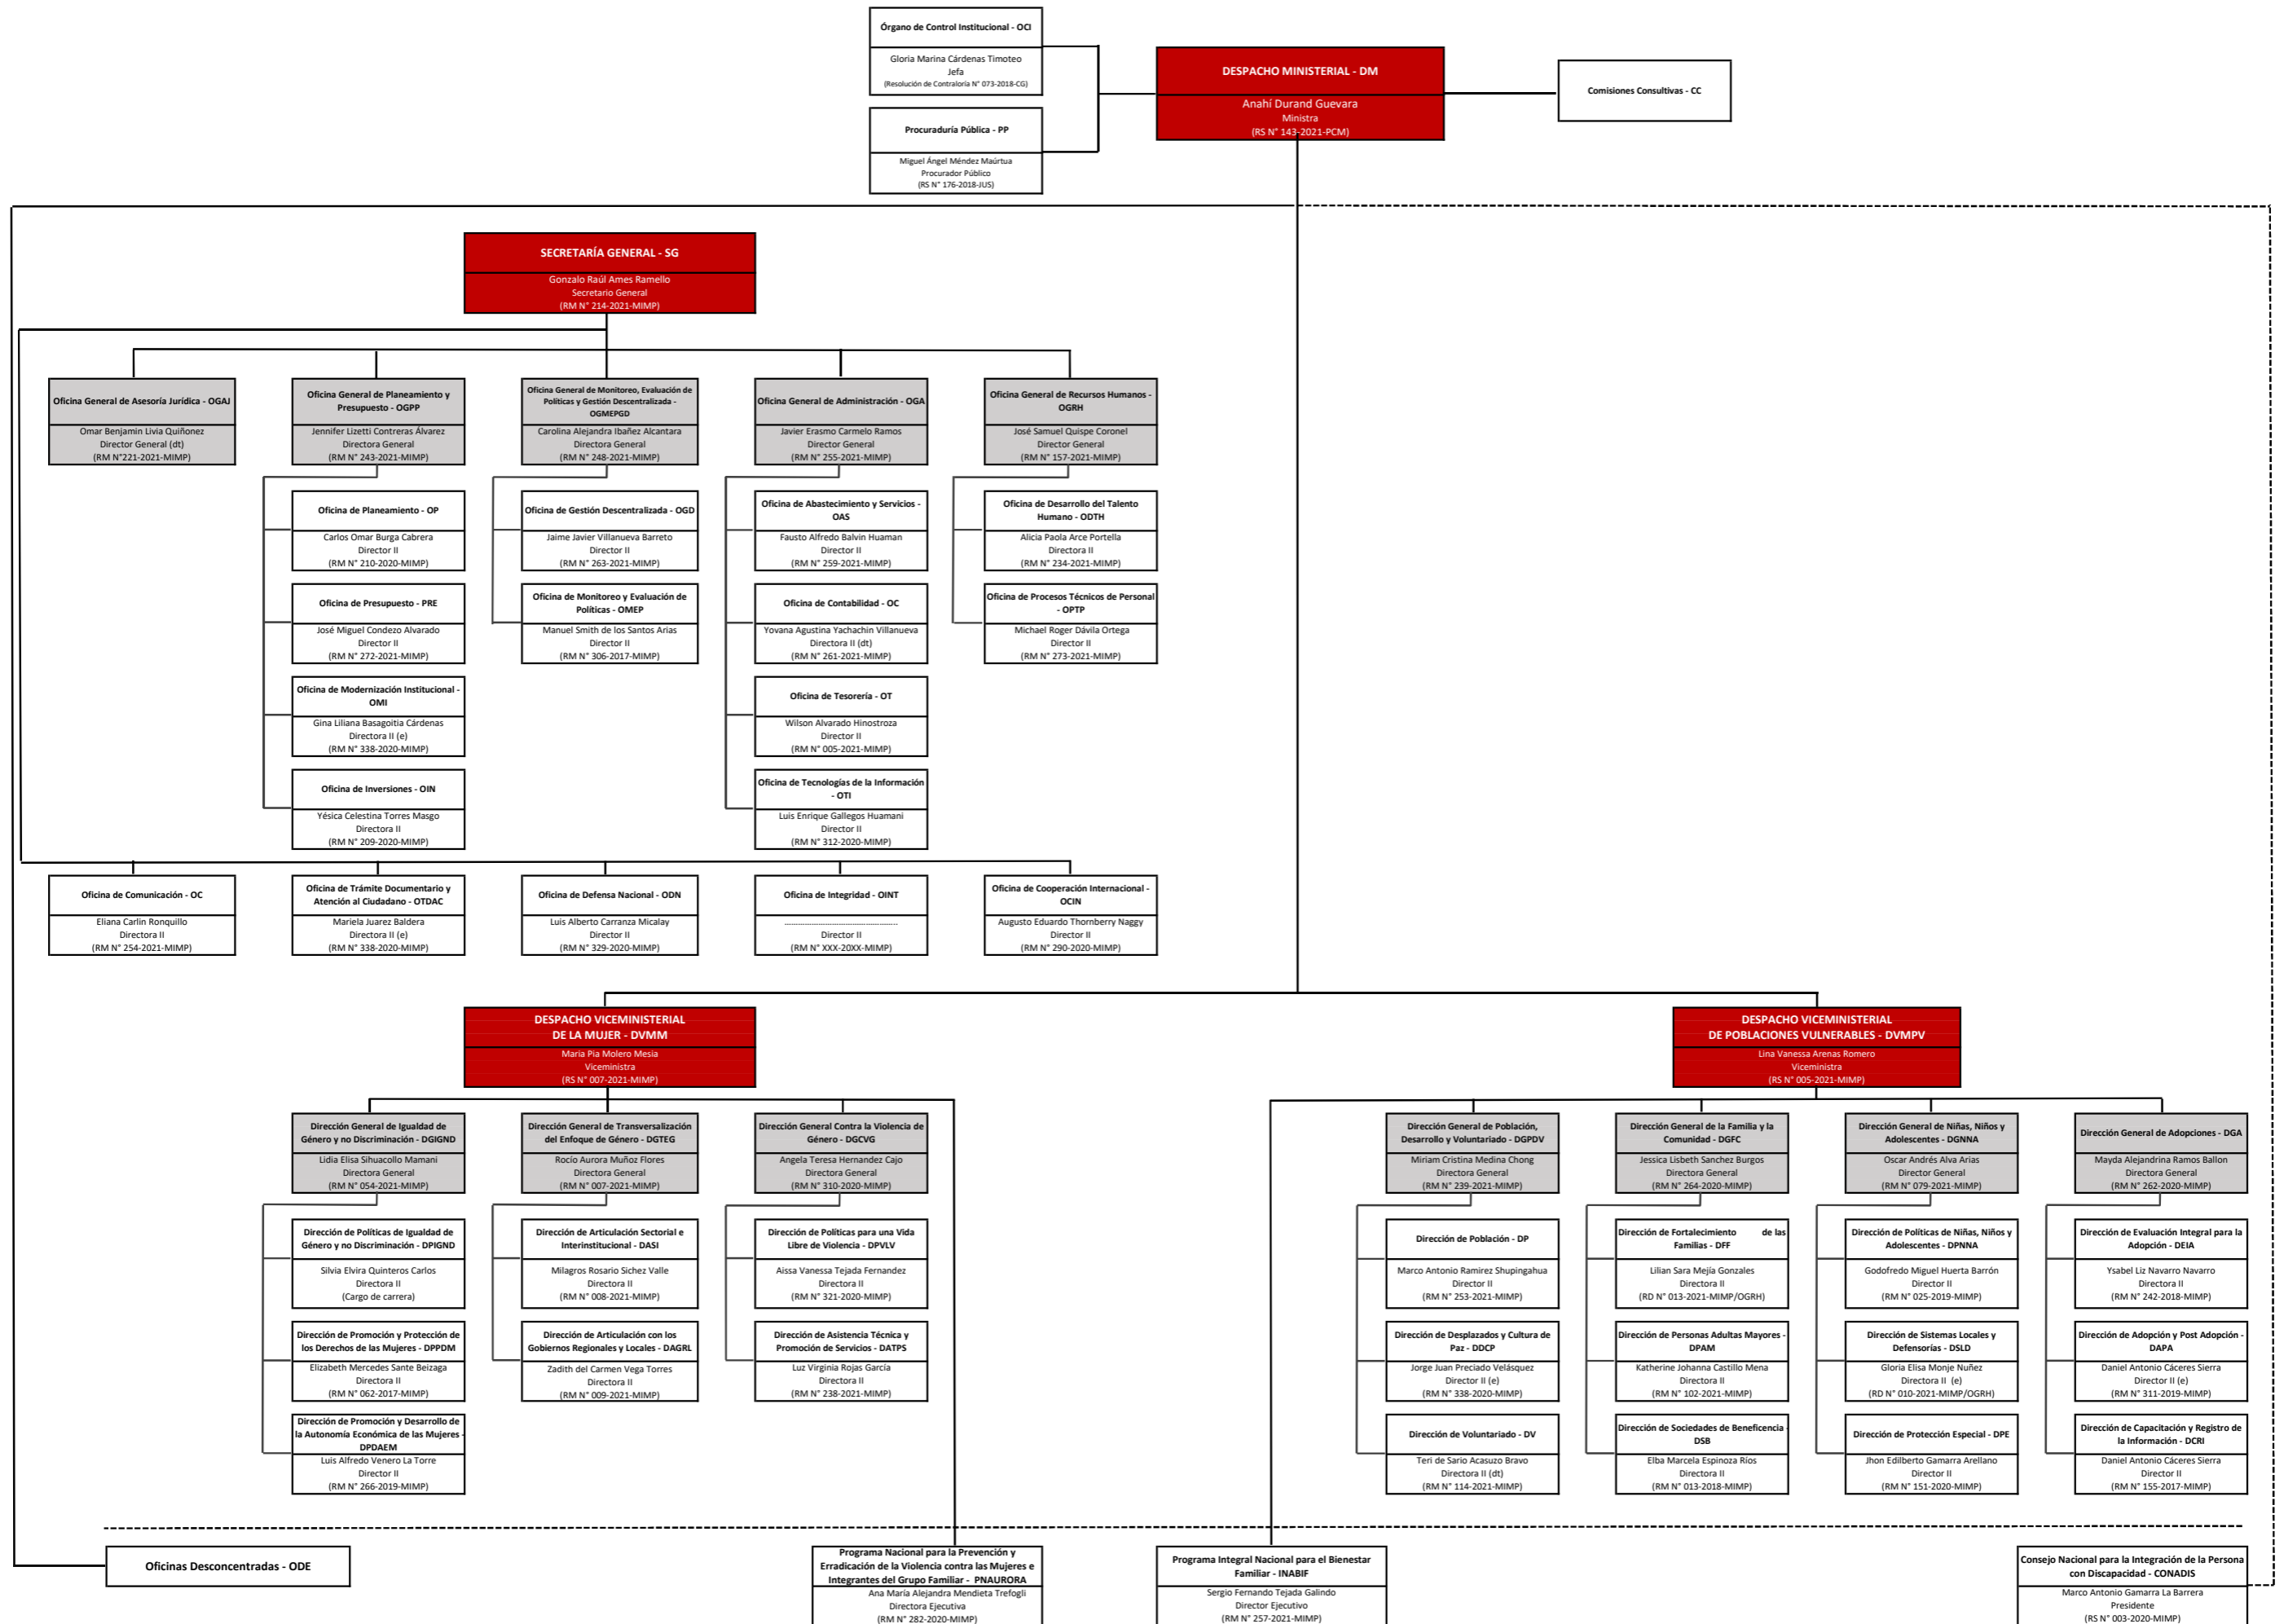 Órgano de Control Institucional - OCI
Gloria Marina Cárdenas Timoteo
Jefa
(Resolución de Contraloría N° 073-2018-CG)
Procuraduría Pública - PP
Miguel Ángel Méndez Maúrtua
Procurador Público
(RS N° 176-2018-JUS)
DESPACHO MINISTERIAL - DM
Anahí Durand Guevara
Ministra
(RS N° 143-2021-PCM)
Comisiones Consultivas - CC
SECRETARÍA GENERAL - SG
Gonzalo Raúl Ames Ramello
Secretario General
(RM N° 214-2021-MIMP)
Oficina General de Asesoría Jurídica - OGAJ
Omar Benjamin Livia Quiñonez
Director General (dt)
(RM N°221-2021-MIMP)
Oficina General de Planeamiento y
Presupuesto - OGPP
Jennifer Lizetti Contreras Álvarez
Directora General
(RM N° 243-2021-MIMP)
Oficina General de Monitoreo, Evaluación de
Políticas y Gestión Descentralizada -
OGMEPGD
Carolina Alejandra Ibañez Alcantara
Directora General
(RM N° 248-2021-MIMP)
Oficina General de Administración - OGA
Javier Erasmo Carmelo Ramos
Director General
(RM N° 255-2021-MIMP)
Oficina General de Recursos Humanos -
OGRH
José Samuel Quispe Coronel
Director General
(RM N° 157-2021-MIMP)
Oficina de Planeamiento - OP
Carlos Omar Burga Cabrera
Director II
(RM N° 210-2020-MIMP)
Oficina de Gestión Descentralizada - OGD
Jaime Javier Villanueva Barreto
Director II
(RM N° 263-2021-MIMP)
Oficina de Abastecimiento y Servicios -
OAS
Fausto Alfredo Balvin Huaman
Director II
(RM N° 259-2021-MIMP)
Oficina de Desarrollo del Talento
Humano - ODTH
Alicia Paola Arce Portella
Directora II
(RM N° 234-2021-MIMP)
Oficina de Presupuesto - PRE
José Miguel Condezo Alvarado
Director II
(RM N° 272-2021-MIMP)
Oficina de Monitoreo y Evaluación de
Políticas - OMEP
Manuel Smith de los Santos Arias
Director II
(RM N° 306-2017-MIMP)
Oficina de Contabilidad - OC
Yovana Agustina Yachachin Villanueva
Directora II (dt)
(RM N° 261-2021-MIMP)
Oficina de Procesos Técnicos de Personal
- OPTP
Michael Roger Dávila Ortega
Director II
(RM N° 273-2021-MIMP)
Oficina de Modernización Institucional -
OMI
Gina Liliana Basagoitia Cárdenas
Directora II (e)
(RM N° 338-2020-MIMP)
Oficina de Tesorería - OT
Wilson Alvarado Hinostroza
Director II
(RM N° 005-2021-MIMP)
Oficina de Inversiones - OIN
Yésica Celestina Torres Masgo
Directora II
(RM N° 209-2020-MIMP)
Oficina de Tecnologías de la Información
- OTI
Luis Enrique Gallegos Huamani
Director II
(RM N° 312-2020-MIMP)
Oficina de Comunicación - OC
Eliana Carlin Ronquillo
Directora II
(RM N° 254-2021-MIMP)
Oficina de Trámite Documentario y
Atención al Ciudadano - OTDAC
Mariela Juarez Baldera
Directora II (e)
(RM N° 338-2020-MIMP)
Oficina de Defensa Nacional - ODN
Luis Alberto Carranza Micalay
Director II
(RM N° 329-2020-MIMP)
Oficina de Integridad - OINT
................................................
Director II
(RM N° XXX-20XX-MIMP)
Oficina de Cooperación Internacional -
OCIN
Augusto Eduardo Thornberry Naggy
Director II
(RM N° 290-2020-MIMP)
DESPACHO VICEMINISTERIAL
DE LA MUJER - DVMM
Maria Pia Molero Mesia
Viceministra
(RS N° 007-2021-MIMP)
DESPACHO VICEMINISTERIAL
DE POBLACIONES VULNERABLES - DVMPV
Lina Vanessa Arenas Romero
Viceministra
(RS N° 005-2021-MIMP)
Dirección General de Igualdad de
Género y no Discriminación - DGIGND
Lidia Elisa Sihuacollo Mamani
Directora General
(RM N° 054-2021-MIMP)
Dirección General de Transversalización
del Enfoque de Género - DGTEG
Rocío Aurora Muñoz Flores
Directora General
(RM N° 007-2021-MIMP)
Dirección General Contra la Violencia de
Género - DGCVG
Angela Teresa Hernandez Cajo
Directora General
(RM N° 310-2020-MIMP)
Dirección General de Población,
Desarrollo y Voluntariado - DGPDV
Miriam Cristina Medina Chong
Directora General
(RM N° 239-2021-MIMP)
Dirección General de la Familia y la
Comunidad - DGFC
Jessica Lisbeth Sanchez Burgos
Directora General
(RM N° 264-2020-MIMP)
Dirección General de Niñas, Niños y
Adolescentes - DGNNA
Oscar Andrés Alva Arias
Director General
(RM N° 079-2021-MIMP)
Dirección General de Adopciones - DGA
Mayda Alejandrina Ramos Ballon
Directora General
(RM N° 262-2020-MIMP)
Dirección de Políticas de Igualdad de
Género y no Discriminación - DPIGND
Silvia Elvira Quinteros Carlos
Directora II
(Cargo de carrera)
Dirección de Articulación Sectorial e
Interinstitucional - DASI
Milagros Rosario Sichez Valle
Directora II
(RM N° 008-2021-MIMP)
Dirección de Políticas para una Vida
Libre de Violencia - DPVLV
Aissa Vanessa Tejada Fernandez
Directora II
(RM N° 321-2020-MIMP)
Dirección de Población - DP
Marco Antonio Ramirez Shupingahua
Director II
(RM N° 253-2021-MIMP)
Dirección de Fortalecimiento de las
Familias - DFF
Lilian Sara Mejía Gonzales
Directora II
(RD N° 013-2021-MIMP/OGRH)
Dirección de Políticas de Niñas, Niños y
Adolescentes - DPNNA
Godofredo Miguel Huerta Barrón
Director II
(RM N° 025-2019-MIMP)
Dirección de Evaluación Integral para la
Adopción - DEIA
Ysabel Liz Navarro Navarro
Directora II
(RM N° 242-2018-MIMP)
Dirección de Promoción y Protección de
los Derechos de las Mujeres - DPPDM
Elizabeth Mercedes Sante Beizaga
Directora II
(RM N° 062-2017-MIMP)
Dirección de Articulación con los
Gobiernos Regionales y Locales - DAGRL
Zadith del Carmen Vega Torres
Directora II
(RM N° 009-2021-MIMP)
Dirección de Asistencia Técnica y
Promoción de Servicios - DATPS
Luz Virginia Rojas García
Directora II
(RM N° 238-2021-MIMP)
Dirección de Desplazados y Cultura de
Paz - DDCP
Jorge Juan Preciado Velásquez
Director II (e)
(RM N° 338-2020-MIMP)
Dirección de Personas Adultas Mayores -
DPAM
Katherine Johanna Castillo Mena
Directora II
(RM N° 102-2021-MIMP)
Dirección de Sistemas Locales y
Defensorías - DSLD
Gloria Elisa Monje Nuñez
Directora II (e)
(RD N° 010-2021-MIMP/OGRH)
Dirección de Adopción y Post Adopción -
DAPA
Daniel Antonio Cáceres Sierra
Director II (e)
(RM N° 311-2019-MIMP)
Dirección de Promoción y Desarrollo de
la Autonomía Económica de las Mujeres -
DPDAEM
Luis Alfredo Venero La Torre
Director II
(RM N° 266-2019-MIMP)
Dirección de Voluntariado - DV
Teri de Sario Acasuzo Bravo
Directora II (dt)
(RM N° 114-2021-MIMP)
Dirección de Sociedades de Beneficencia -
DSB
Elba Marcela Espinoza Ríos
Directora II
(RM N° 013-2018-MIMP)
Dirección de Protección Especial - DPE
Jhon Edilberto Gamarra Arellano
Director II
(RM N° 151-2020-MIMP)
Dirección de Capacitación y Registro de
la Información - DCRI
Daniel Antonio Cáceres Sierra
Director II
(RM N° 155-2017-MIMP)
Oficinas Desconcentradas - ODE
Programa Nacional para la Prevención y
Erradicación de la Violencia contra las Mujeres e
Integrantes del Grupo Familiar - PNAURORA
Ana María Alejandra Mendieta Trefogli
Directora Ejecutiva
(RM N° 282-2020-MIMP)
Programa Integral Nacional para el Bienestar
Familiar - INABIF
Sergio Fernando Tejada Galindo
Director Ejecutivo
(RM N° 257-2021-MIMP)
Consejo Nacional para la Integración de la Persona
con Discapacidad - CONADIS
Marco Antonio Gamarra La Barrera
Presidente
(RS N° 003-2020-MIMP)